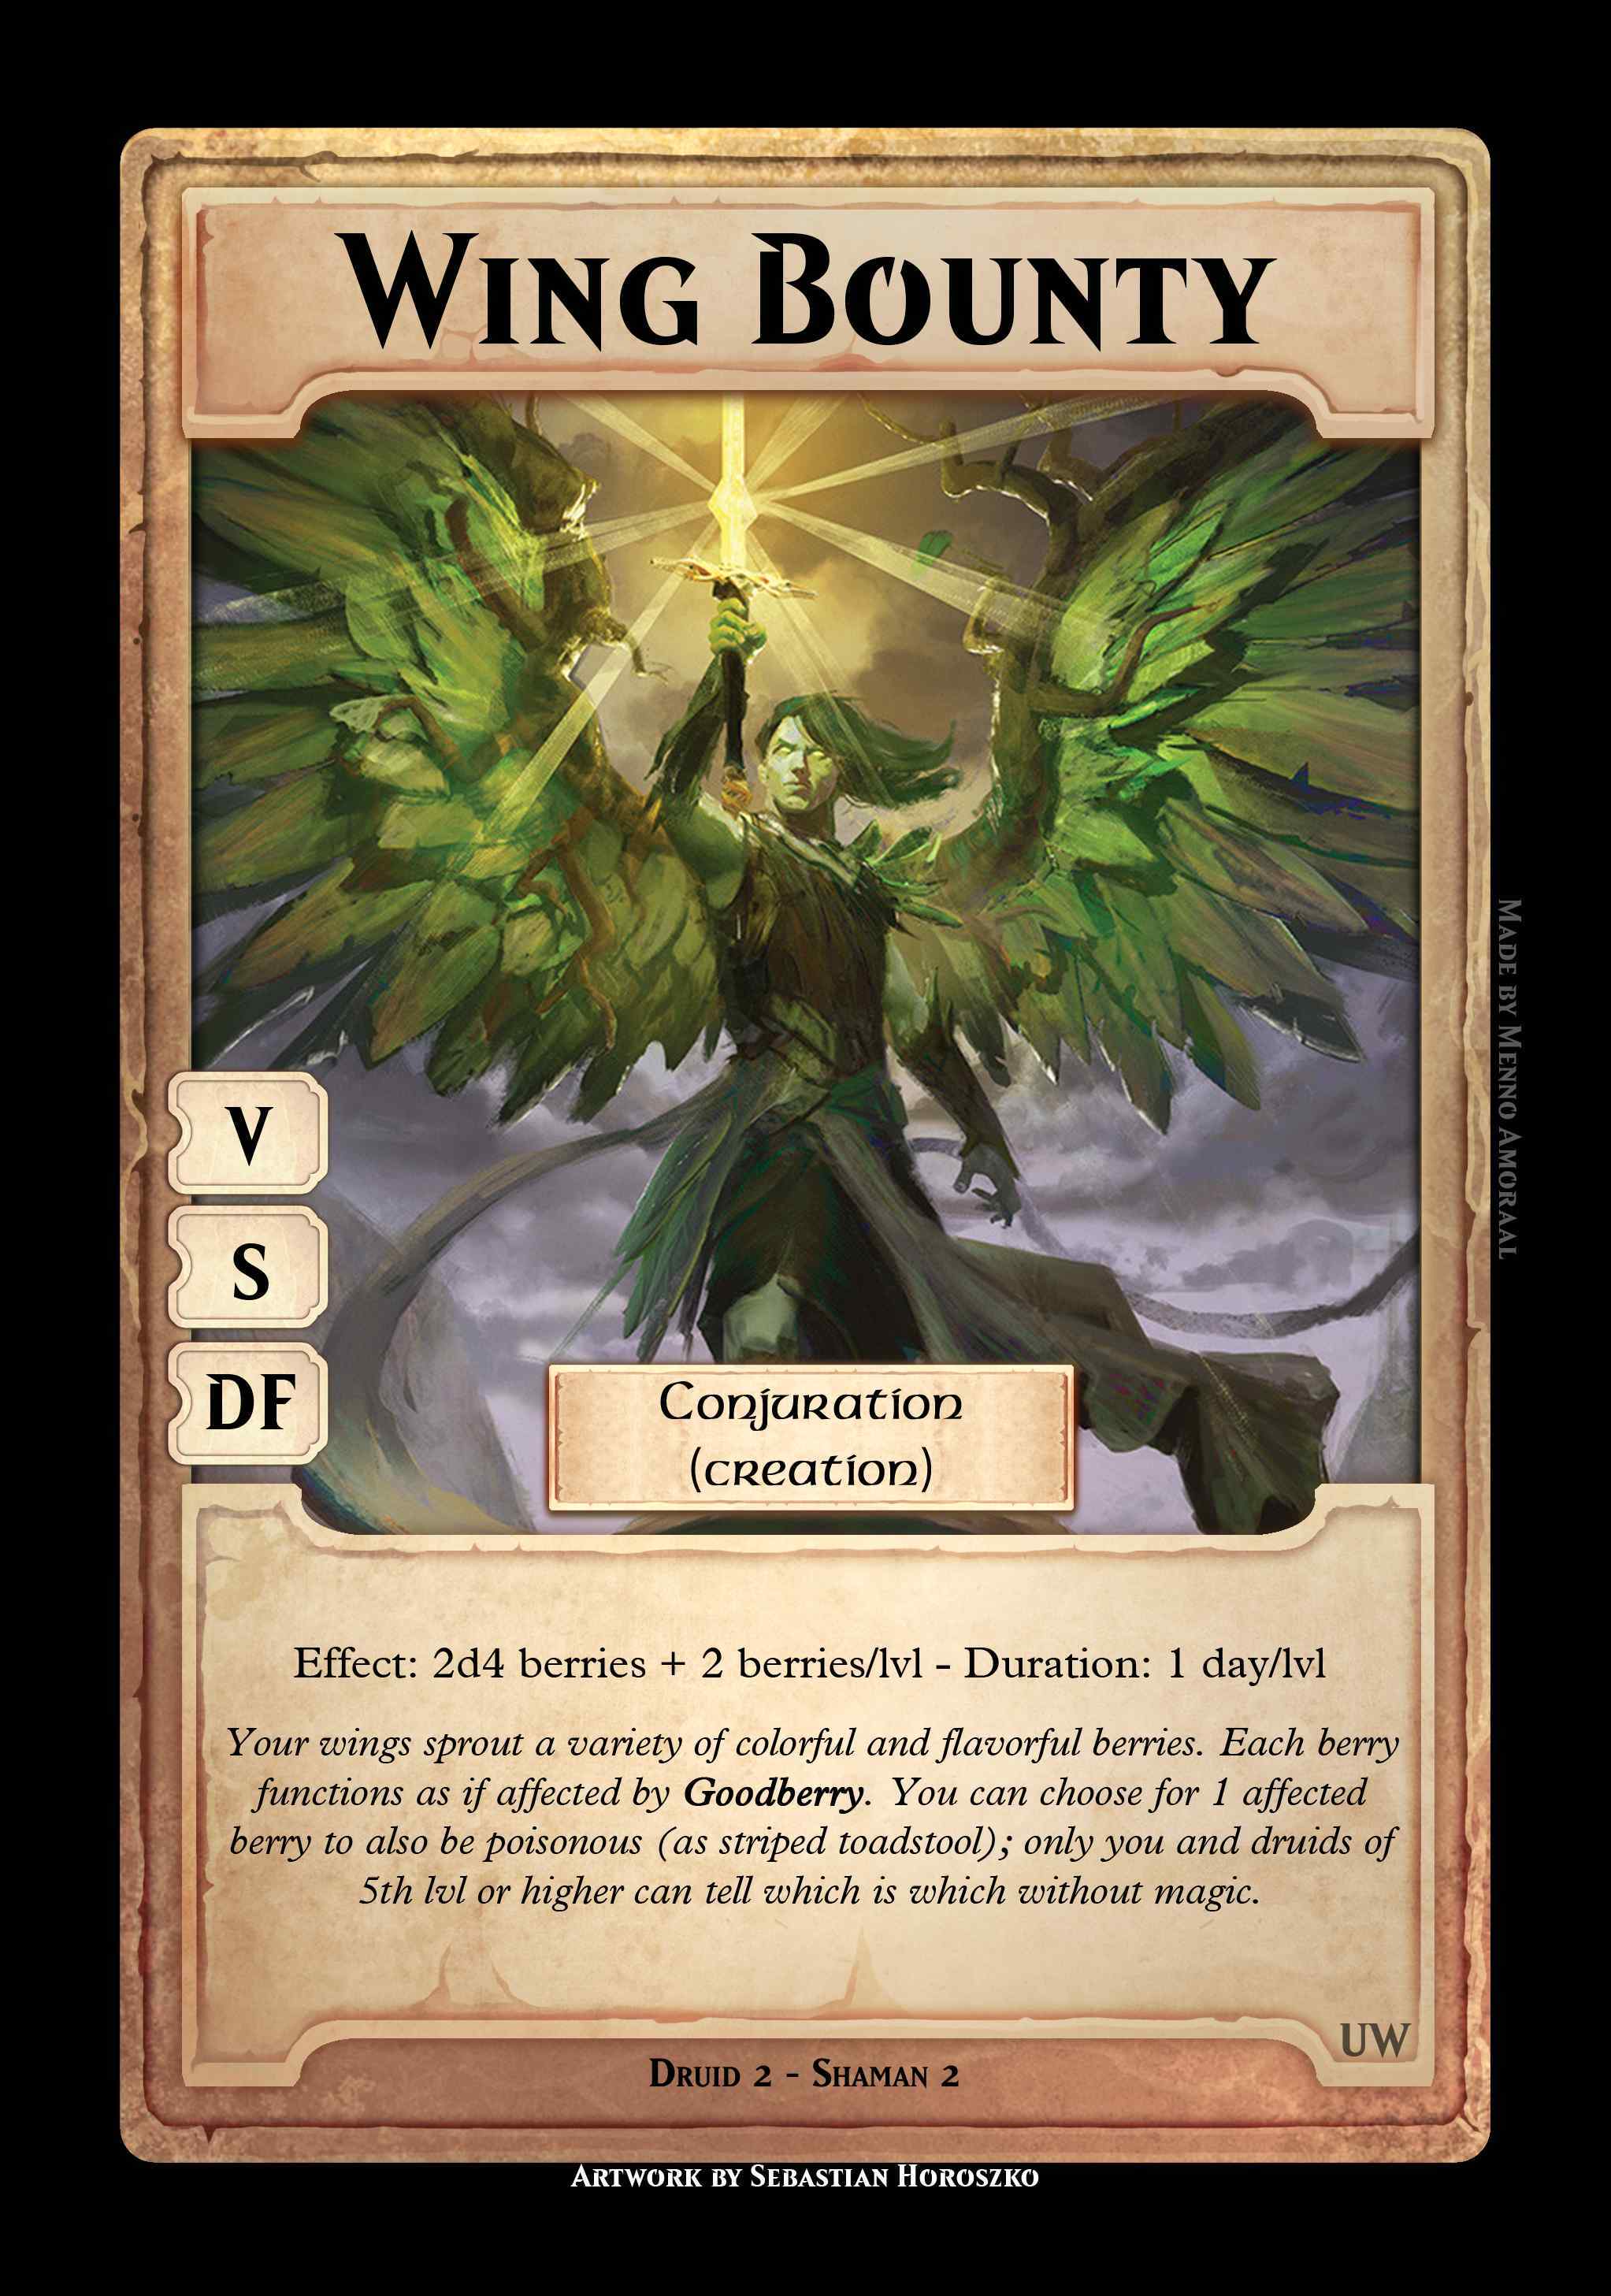 Wing Bounty
V
S
DF
Conjuration
(creation)
Effect: 2d4 berries + 2 berries/lvl - Duration: 1 day/lvl
Your wings sprout a variety of colorful and flavorful berries. Each berry
functions as if affected by Goodberry. You can choose for 1 affected
berry to also be poisonous (as striped toadstool); only you and druids of
5th lvl or higher can tell which is which without magic.
UW
Druid 2 - Shaman 2
Artwork by Sebastian Horoszko
Made by Menno Amoraal